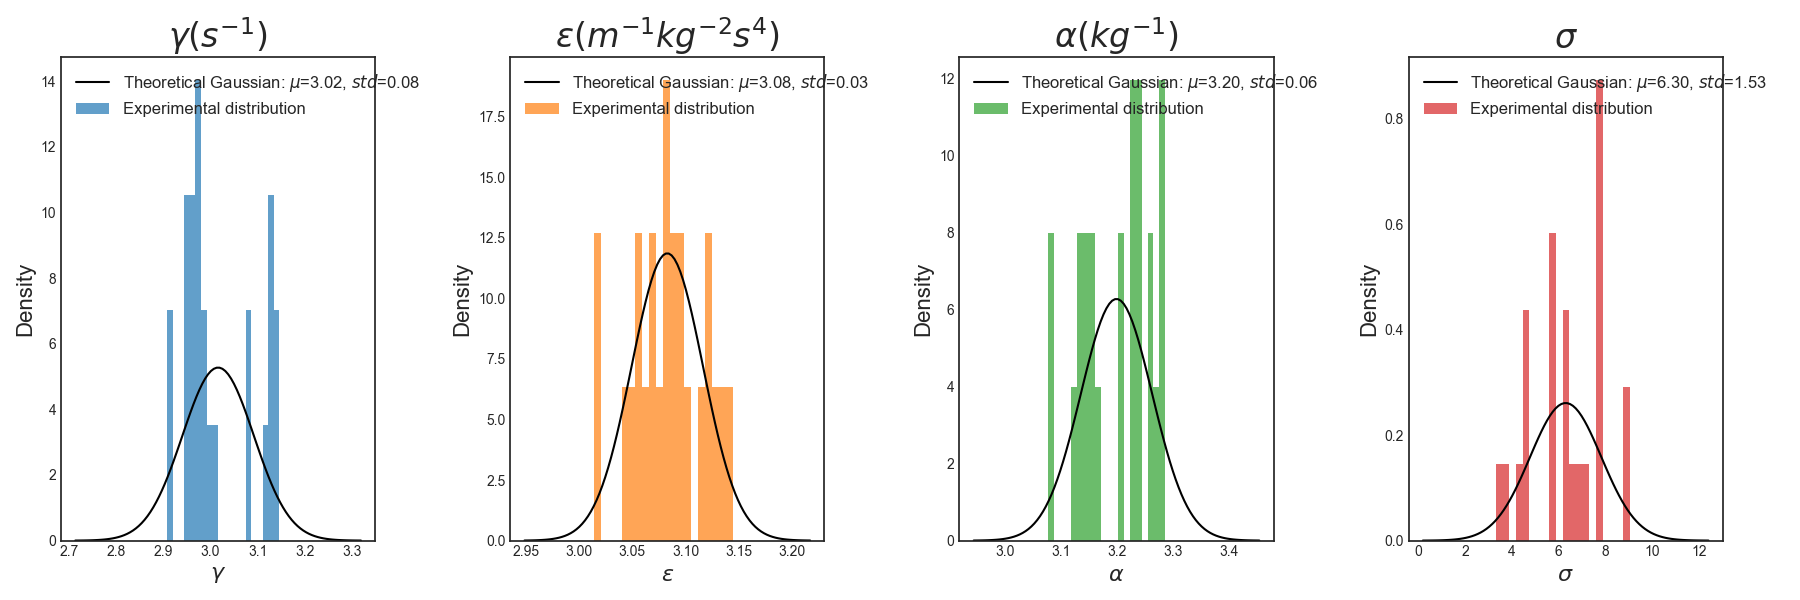 γ(s⁻¹)
Theoretical Gaussian: μ=3.02, std=0.08
Experimental distribution
Density
14
12
10
8
6
4
2
0
2.7 2.8 2.9 3.0 3.1 3.2 3.3
γ
ε(m⁻¹kg⁻²s⁴)
Theoretical Gaussian: μ=3.08, std=0.03
Experimental distribution
Density
17.5
15.0
12.5
10.0
7.5
5.0
2.5
0.0
2.95 3.00 3.05 3.10 3.15 3.20
ε
α(kg⁻¹)
Theoretical Gaussian: μ=3.20, std=0.06
Experimental distribution
Density
12
10
8
6
4
2
0
3.0 3.1 3.2 3.3 3.4
α
σ
Theoretical Gaussian: μ=6.30, std=1.53
Experimental distribution
Density
0.8
0.6
0.4
0.2
0.0
0 2 4 6 8 10 12
σ